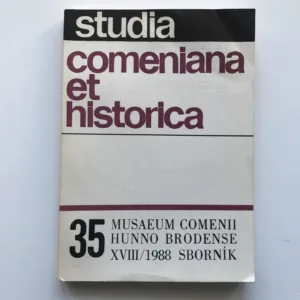 studia
comeniana
et
historica
35 MUSAEUM COMENII
HUNNO BRODENSE
XVIII/1988 SBORNÍK